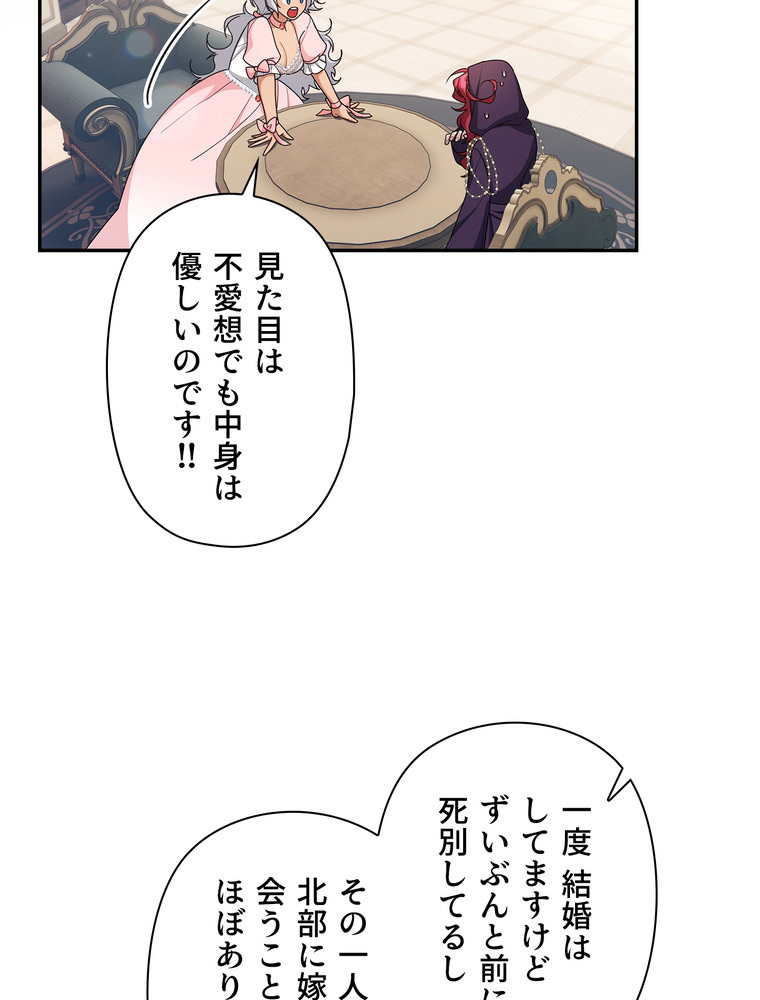 見た目は
不愛想でも中身は
優しいのです!!
一度 結婚は
してますけど
ずいぶんと前に
死別してるし
その一人
北部に嫁
会うこと
ほぼあり